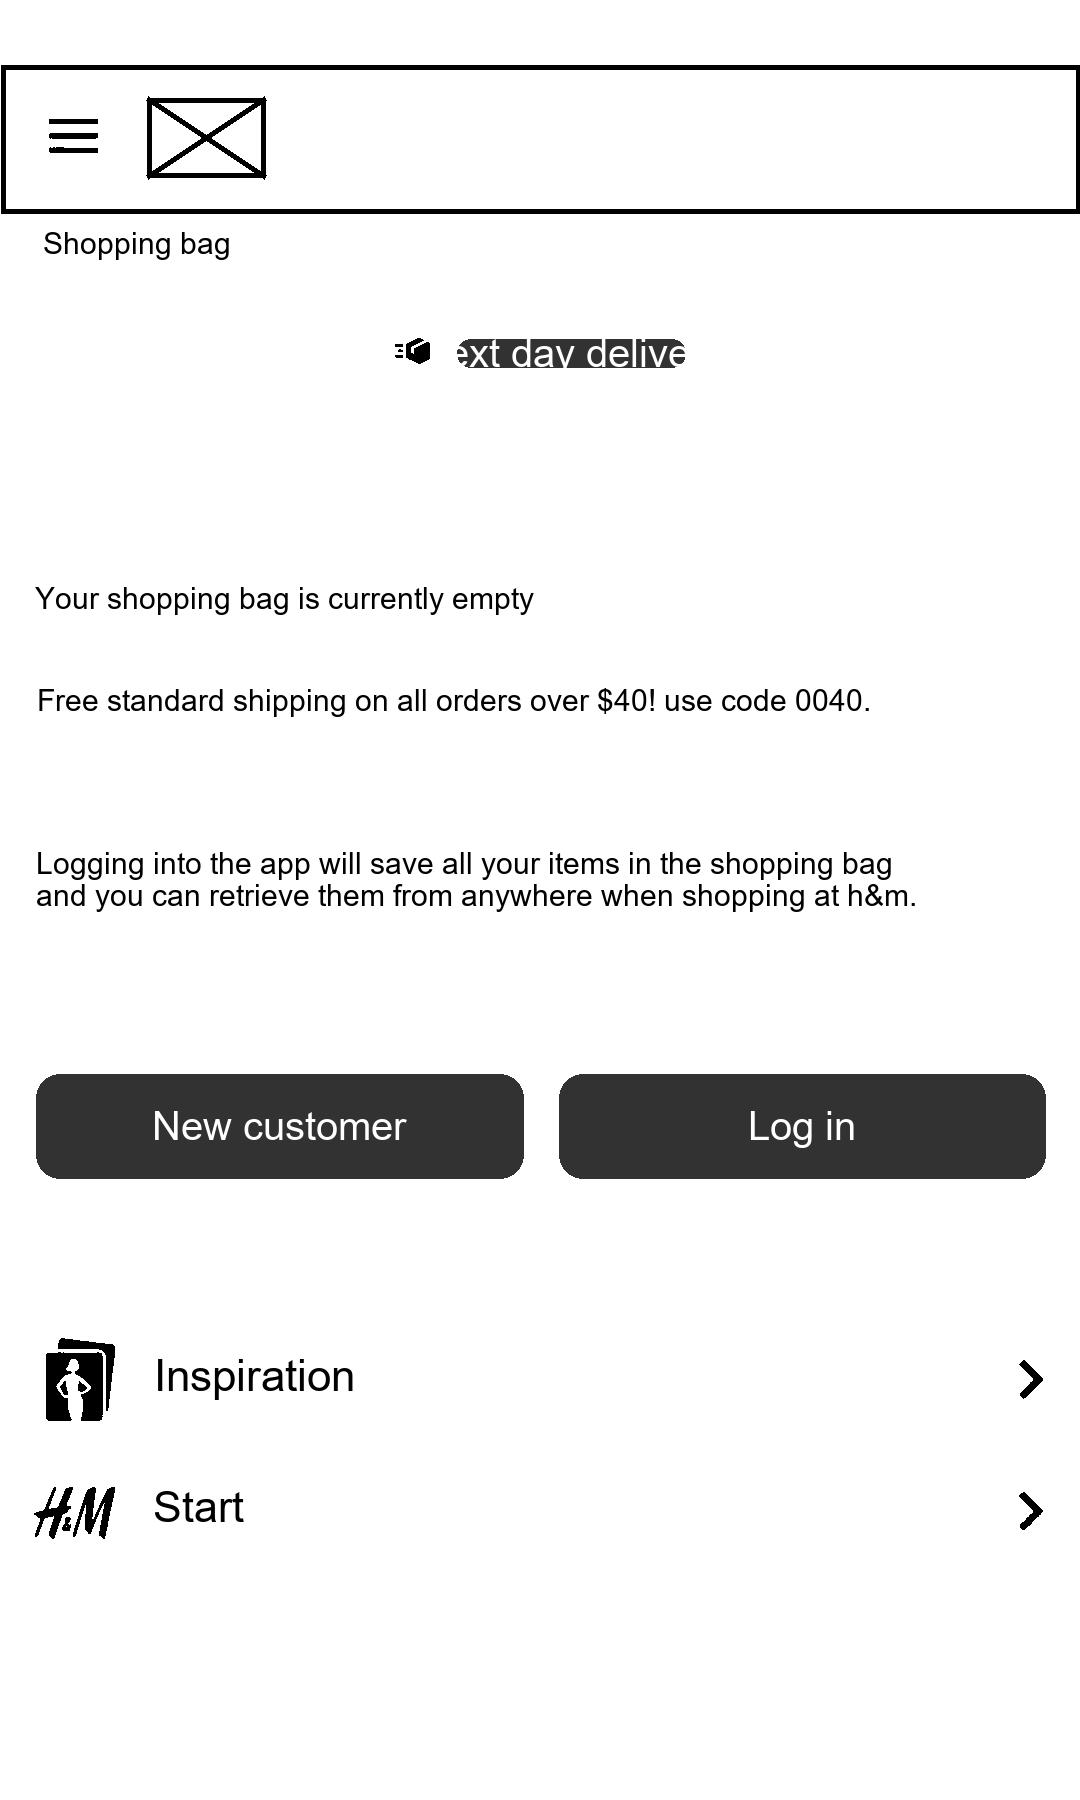 Shopping bag
ext day delive
Your shopping bag is currently empty
Free standard shipping on all orders over $40! use code 0040.
Logging into the app will save all your items in the shopping bag
and you can retrieve them from anywhere when shopping at h&m.
New customer
Log in
Inspiration
H&M Start